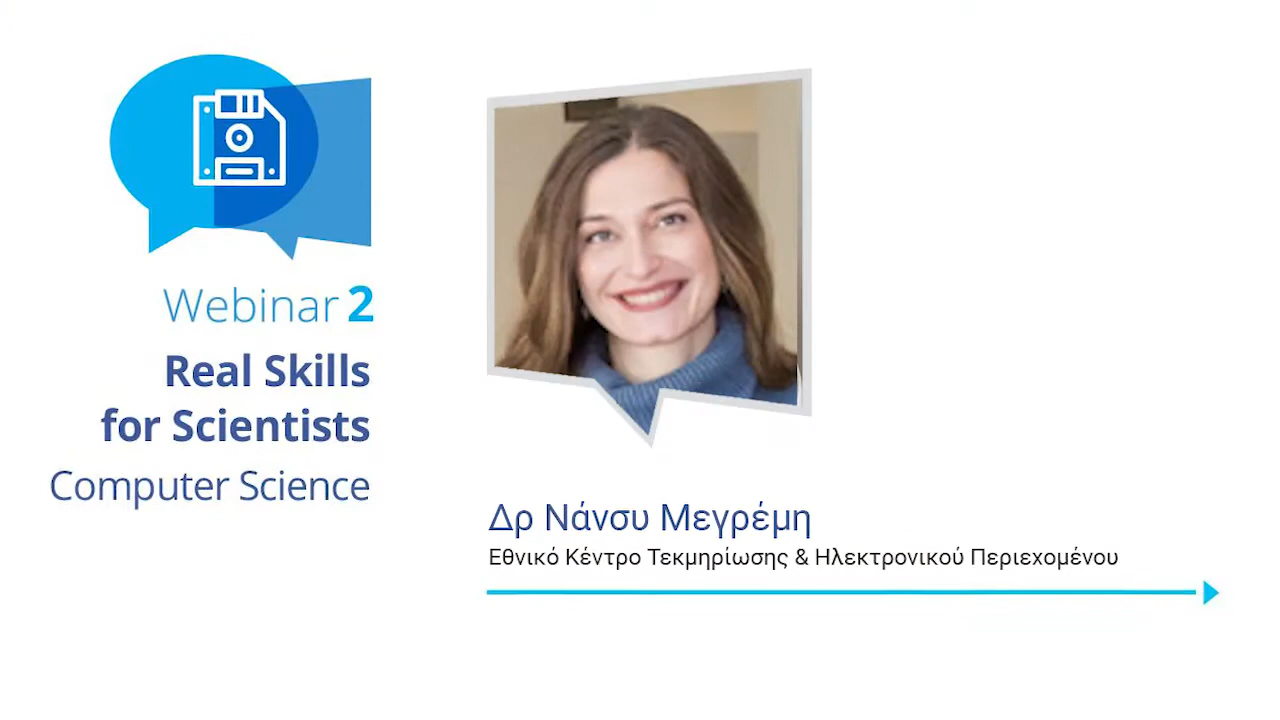 Webinar 2
Real Skills
for Scientists
Computer Science
Δρ Νάνσυ Μεγρέμη
Εθνικό Κέντρο Τεκμηρίωσης & Ηλεκτρονικού Περιεχομένου